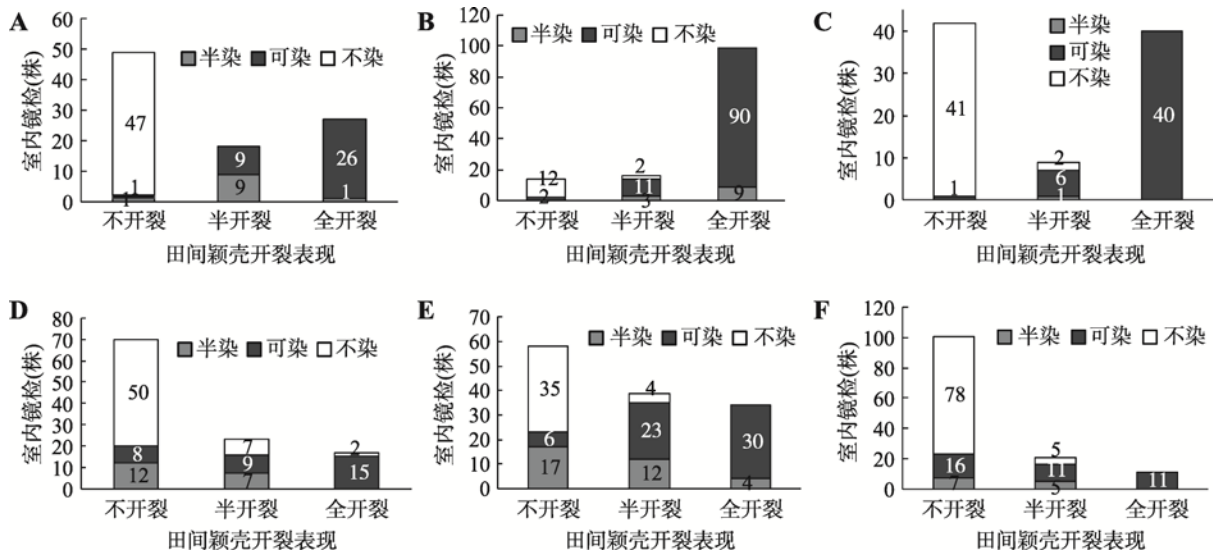 A
60
50
40
30
20
10
0
室内镜检(株)
半染 可染 不染
47
1
1
9
9
26
1
不开裂 半开裂 全开裂
田间颖壳开裂表现
B
120
100
80
60
40
20
0
室内镜检(株)
半染 可染 不染
12
2
2
11
3
90
9
不开裂 半开裂 全开裂
田间颖壳开裂表现
C
40
30
20
10
0
室内镜检(株)
半染
可染
不染
41
1
2
6
1
40
不开裂 半开裂 全开裂
田间颖壳开裂表现
D
80
70
60
50
40
30
20
10
0
室内镜检(株)
半染 可染 不染
50
8
12
7
9
7
2
15
不开裂 半开裂 全开裂
田间颖壳开裂表现
E
70
60
50
40
30
20
10
0
室内镜检(株)
半染 可染 不染
35
6
17
4
23
12
30
4
不开裂 半开裂 全开裂
田间颖壳开裂表现
F
120
100
80
60
40
20
0
室内镜检(株)
半染 可染 不染
78
16
7
5
11
5
11
不开裂 半开裂 全开裂
田间颖壳开裂表现